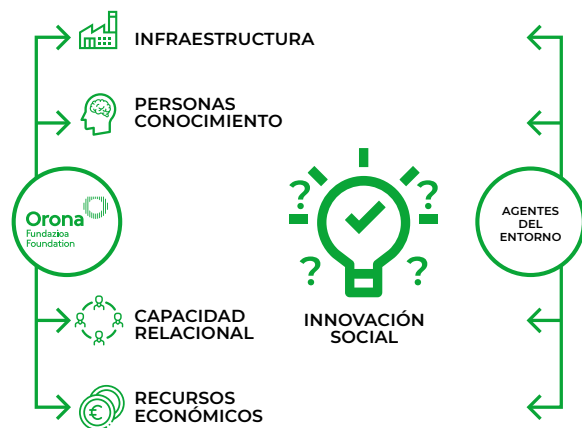 INFRAESTRUCTURA
PERSONAS
CONOCIMIENTO
Orona
Fundazioa
Foundation
? ?
? ?
AGENTES
DEL
ENTORNO
CAPACIDAD
RELACIONAL
INNOVACIÓN
SOCIAL
RECURSOS
ECONÓMICOS
€